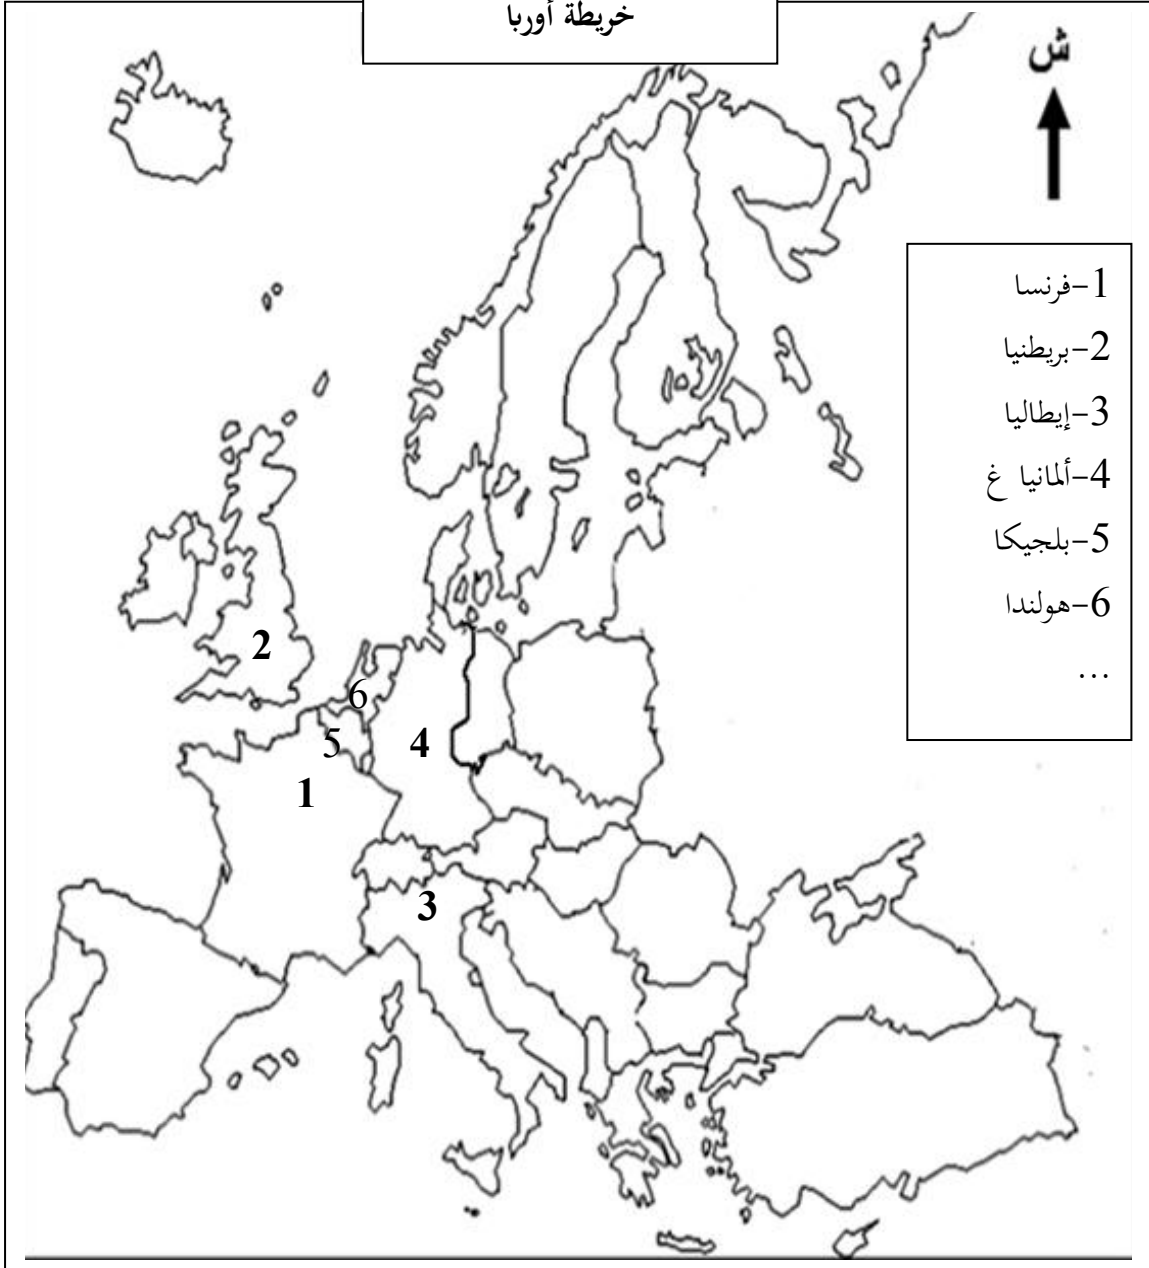 خريطة أوربا
ش
1-فرنسا
2-بريطنيا
3-إيطاليا
4-ألمانيا غ
5-بلجيكا
6-هولندا
...
2
6
5
4
1
3